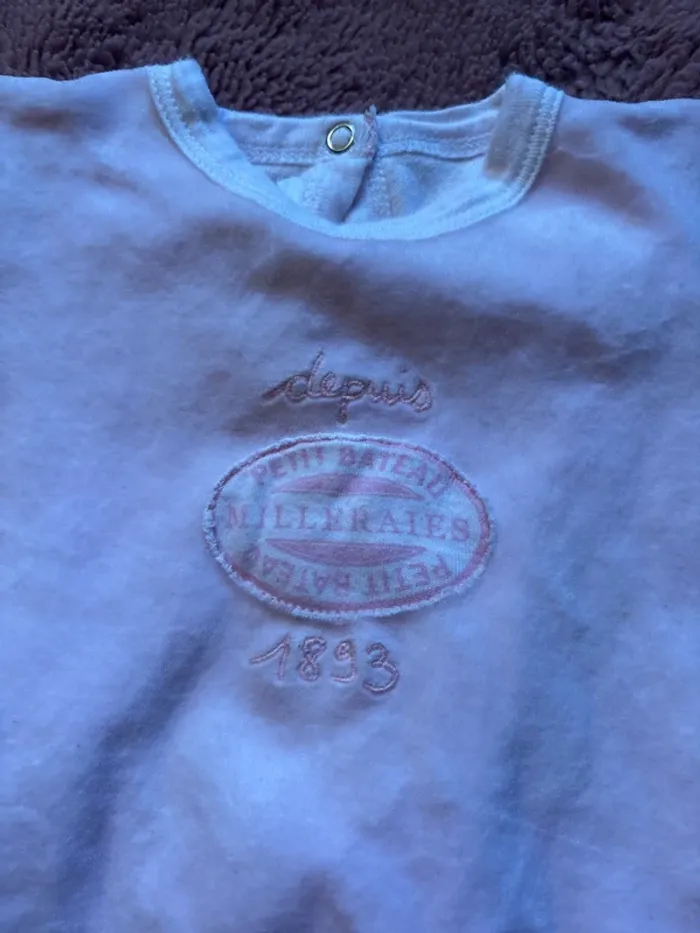 depuis
PETIT BATEAU
MILLERAIES
PETIT BATEAU
1893